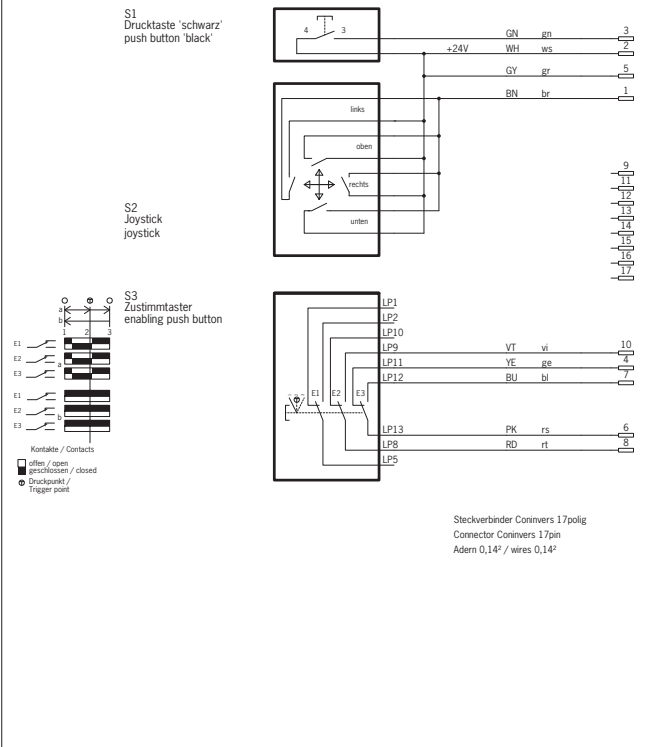 S1
Drucktaste 'schwarz'
push button 'black'
4 3
GN gn 3
+24V WH ws 2
GY gr 5
BN br 1
links
oben
rechts
unten
S2
Joystick
joystick
9
11
12
13
14
15
16
17
S3
Zustimmtaster
enabling push button
a
b
1 2 3
E1
E2
a
E3
E1
E2
b
E3
Kontakte / Contacts
offen / open
geschlossen / closed
Druckpunkt /
Trigger point
LP1
LP2
LP10
LP9 VT vi 10
LP11 YE ge 4
LP12 BU bl 7
E1 E2 E3
LP13 PK rs 6
LP8 RD rt 8
LP5
Steckverbinder Coninvers 17polig
Connector Coninvers 17pin
Adern 0,14² / wires 0,14²